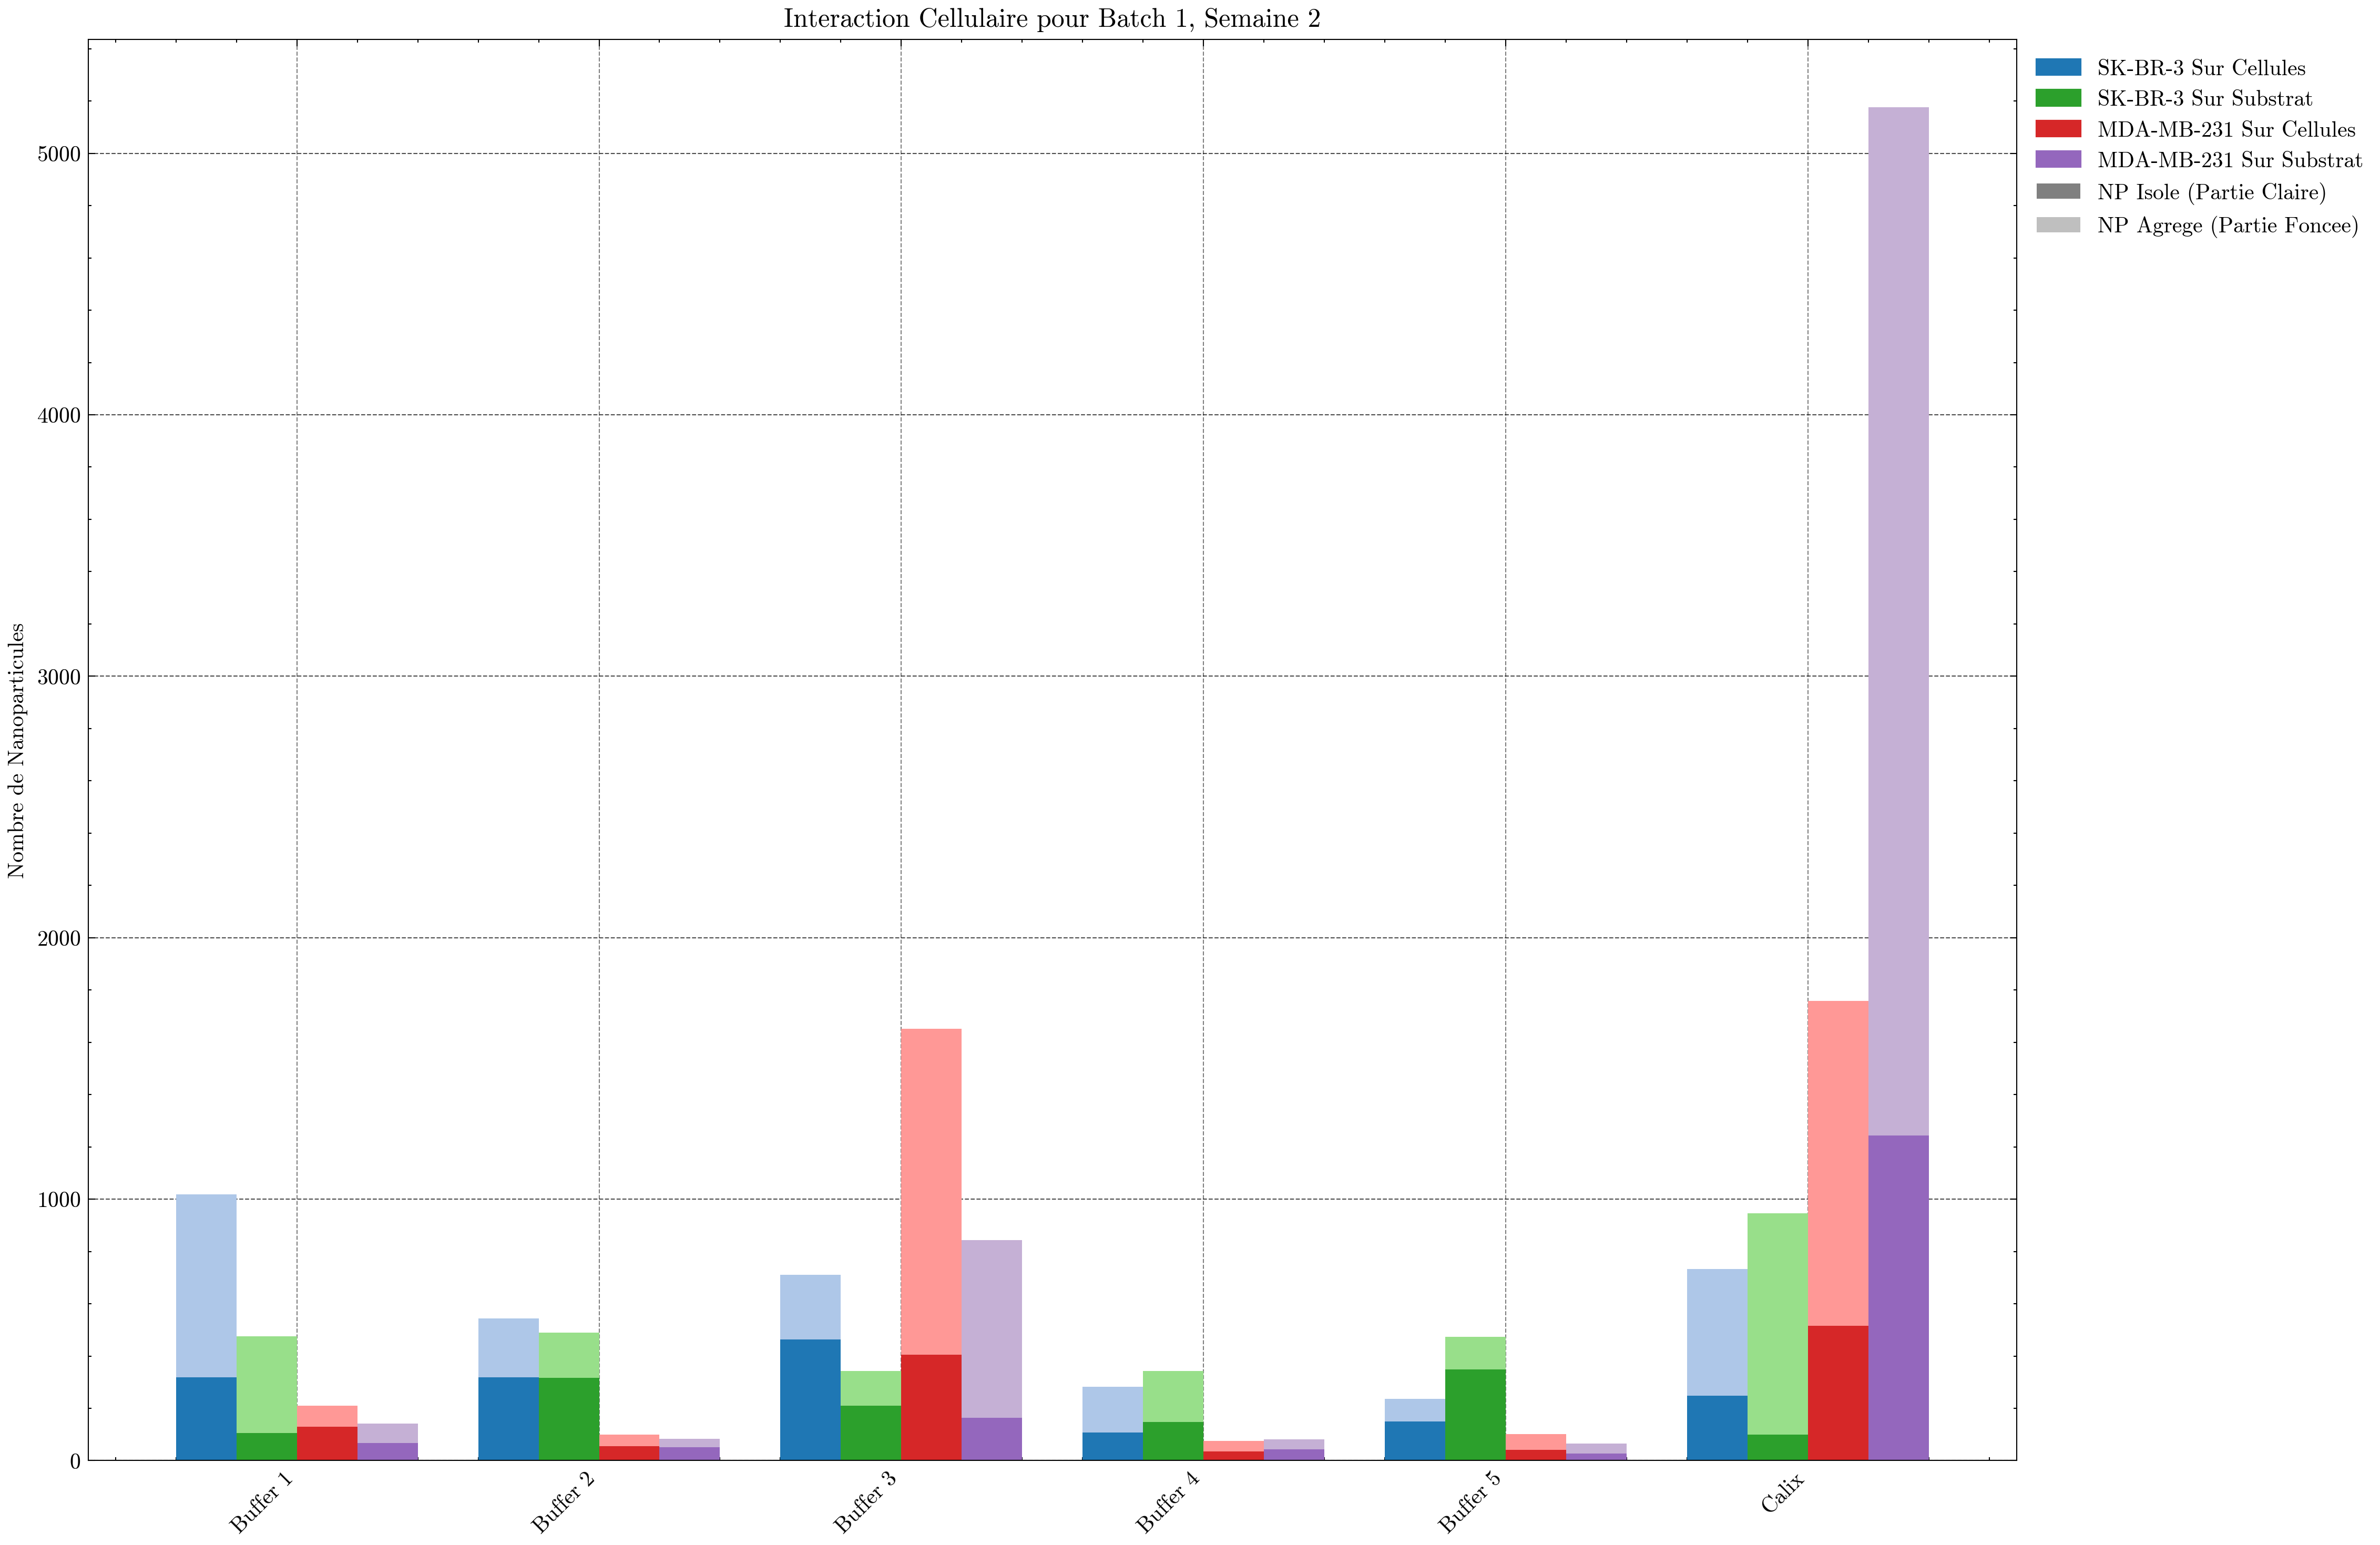 Interaction Cellulaire pour Batch 1, Semaine 2
SK-BR-3 Sur Cellules
SK-BR-3 Sur Substrat
MDA-MB-231 Sur Cellules
MDA-MB-231 Sur Substrat
NP Isole (Partie Claire)
NP Agrege (Partie Foncee)
Nombre de Nanoparticules
5000
4000
3000
2000
1000
0
Buffer 1
Buffer 2
Buffer 3
Buffer 4
Buffer 5
Calix